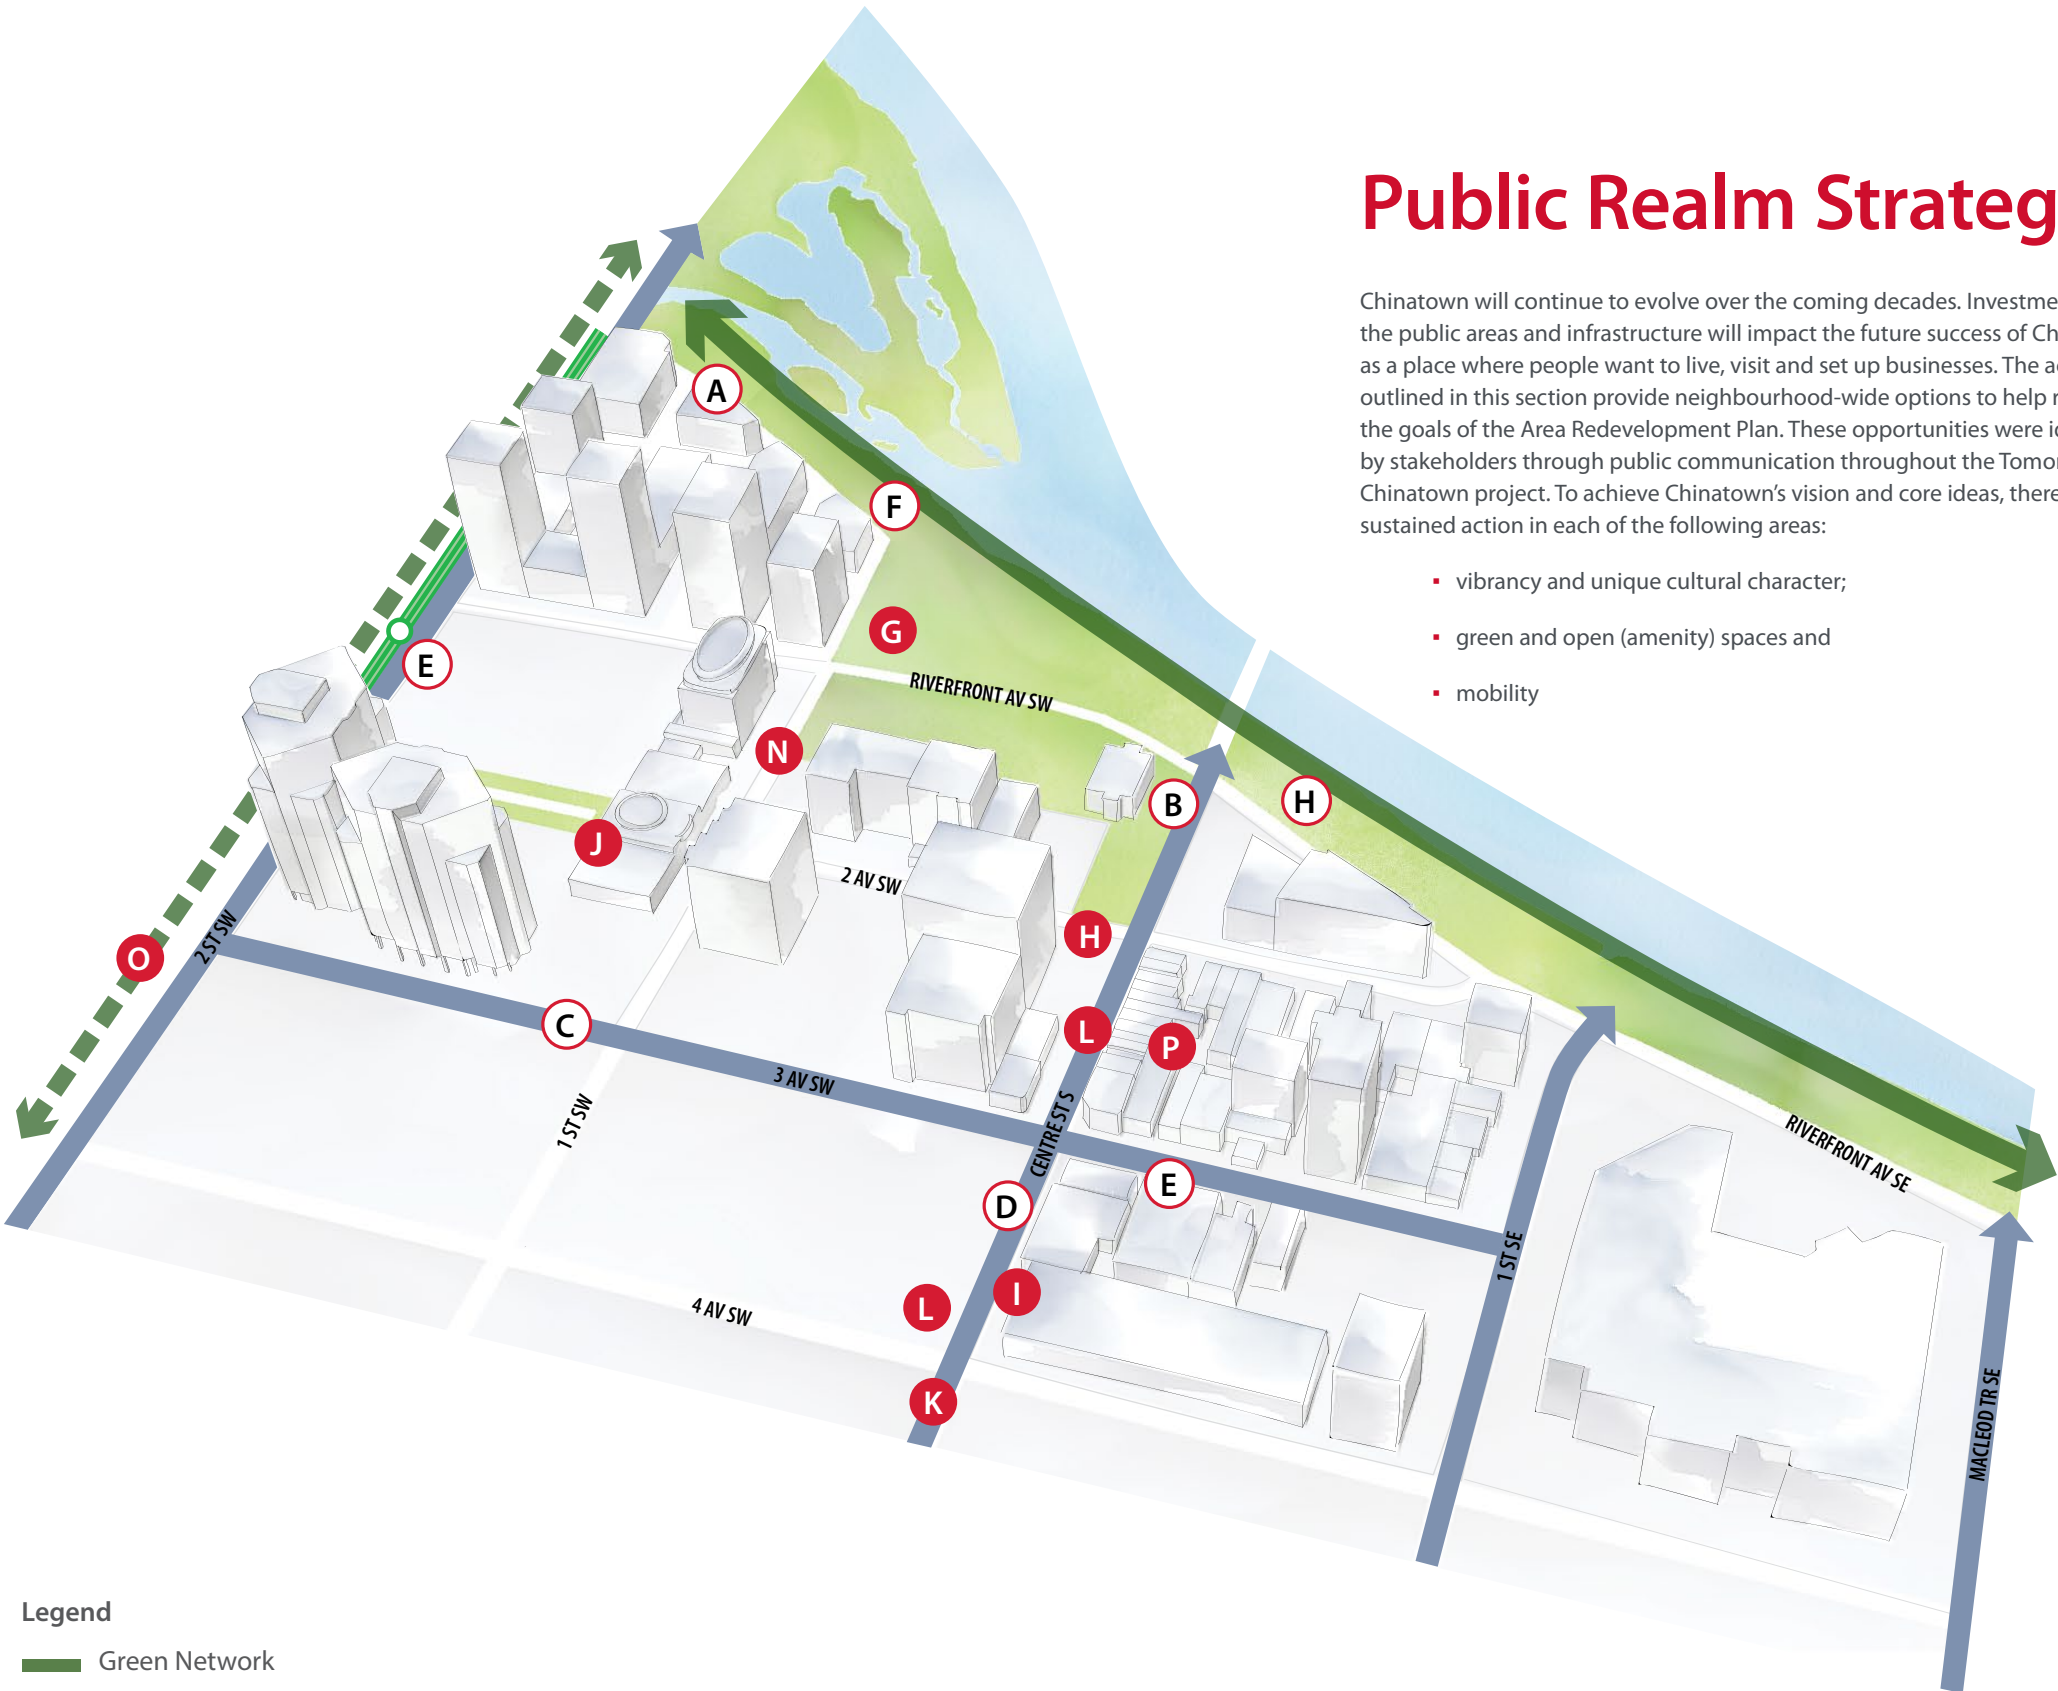 Public Realm Strateg
Chinatown will continue to evolve over the coming decades. Investme
the public areas and infrastructure will impact the future success of Ch
as a place where people want to live, visit and set up businesses. The a
outlined in this section provide neighbourhood-wide options to help r
the goals of the Area Redevelopment Plan. These opportunities were i
by stakeholders through public communication throughout the Tomor
Chinatown project. To achieve Chinatown's vision and core ideas, there
sustained action in each of the following areas:
▪ vibrancy and unique cultural character;
▪ green and open (amenity) spaces and
▪ mobility
A
F
G
E
RIVERFRONT AV SW
N
B
H
J
2 AV SW
H
O
2 ST SW
C
L
P
3 AV SW
1 ST SW
CENTRE ST S
RIVERFRONT AV SE
E
D
1 ST SE
I
L
4 AV SW
K
MACLEOD TR SE
Legend
Green Network